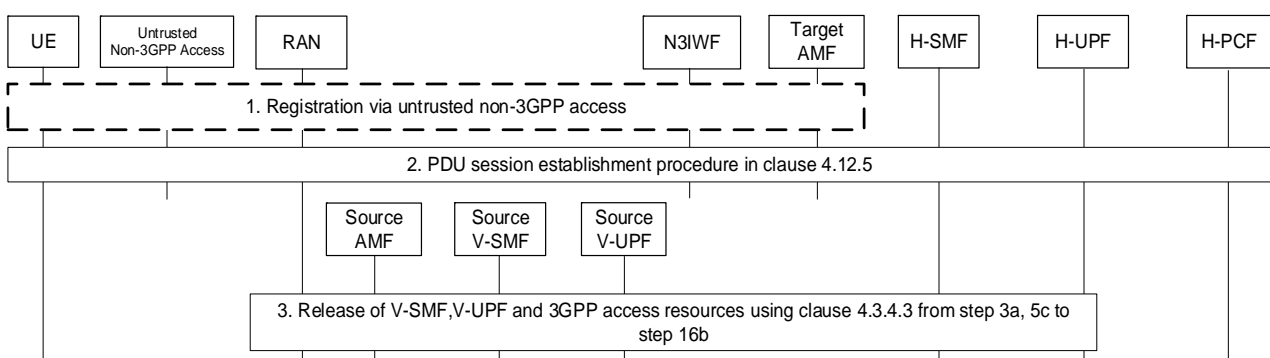 UE
Untrusted
Non-3GPP Access
RAN
N3IWF
Target
AMF
H-SMF
H-UPF
H-PCF
1. Registration via untrusted non-3GPP access
2. PDU session establishment procedure in clause 4.12.5
Source
AMF
Source
V-SMF
Source
V-UPF
3. Release of V-SMF,V-UPF and 3GPP access resources using clause 4.3.4.3 from step 3a, 5c to
step 16b